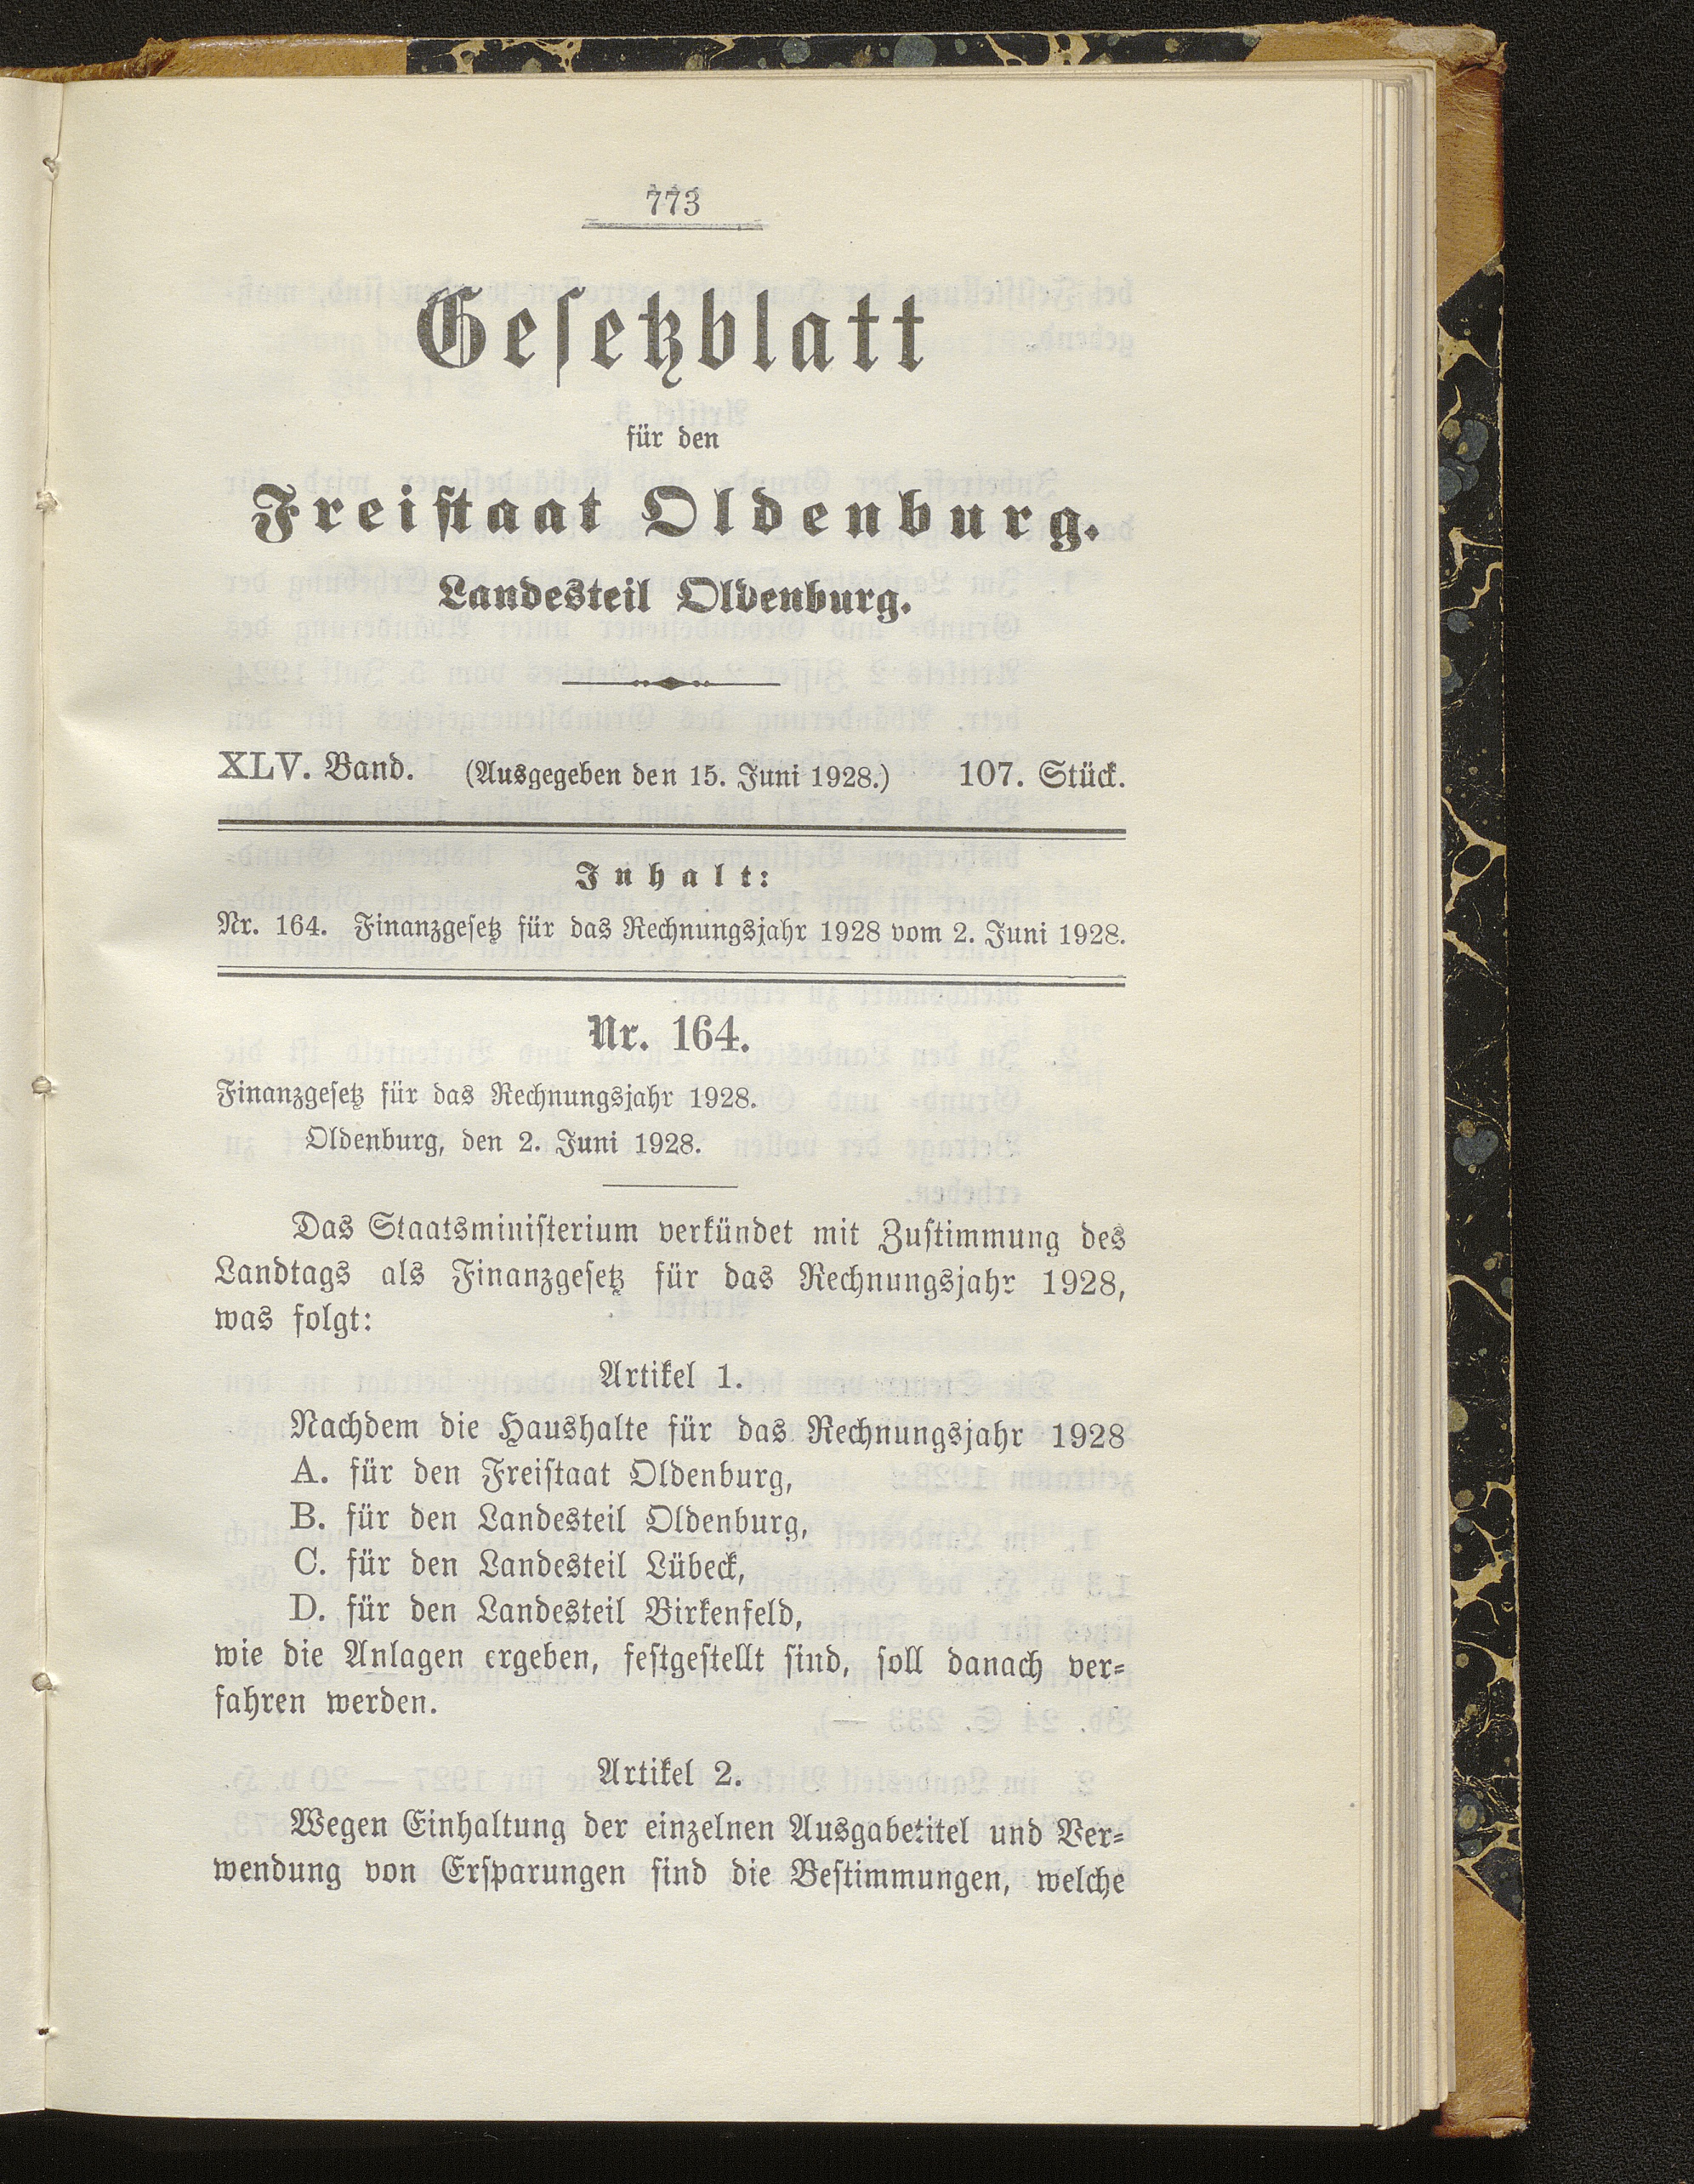 773
Gesetzblatt
für den
Freistaat Oldenburg.
Landesteil Oldenburg.
XLV. Band. (Ausgegeben den 15. Juni 1928.) 107. Stück.
Inhalt:
Nr. 164. Finanzgesetz für das Rechnungsjahr 1928 vom 2. Juni 1928.
Nr. 164.
Finanzgesetz für das Rechnungsjahr 1928.
Oldenburg, den 2. Juni 1928.
Das Staatsministerium verkündet mit Zustimmung des
Landtags als Finanzgesetz für das Rechnungsjahr 1928,
was folgt:
Artikel 1.
Nachdem die Haushalte für das Rechnungsjahr 1928
A. für den Freistaat Oldenburg,
B. für den Landesteil Oldenburg,
C. für den Landesteil Lübeck,
D. für den Landesteil Birkenfeld,
wie die Anlagen ergeben, festgestellt sind, soll danach ver-
fahren werden.
Artikel 2.
Wegen Einhaltung der einzelnen Ausgabetitel und Ver-
wendung von Ersparungen sind die Bestimmungen, welche